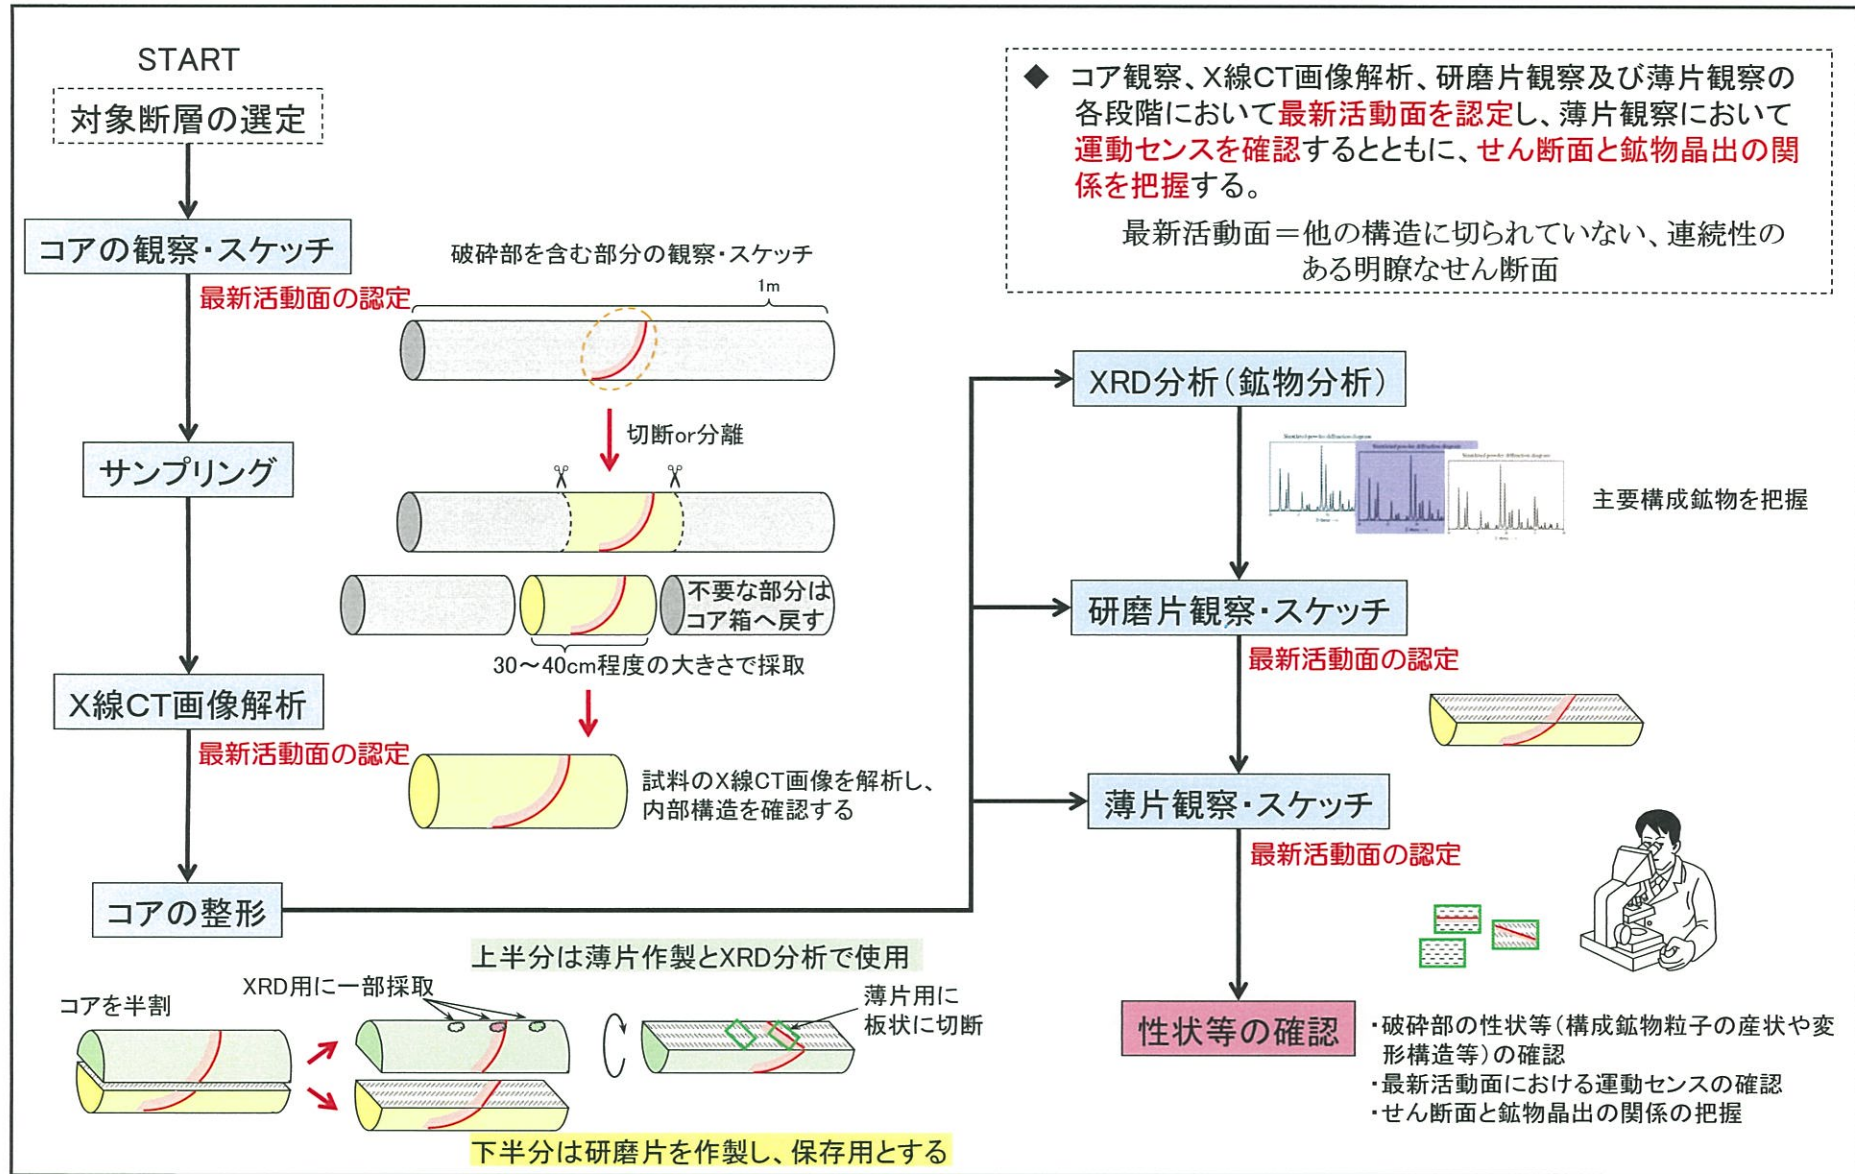 START
対象断層の選定
コアの観察・スケッチ
最新活動面の認定
破砕部を含む部分の観察・スケッチ
1m
切断or分離
サンプリング
不要な部分は
コア箱へ戻す
30～40cm程度の大きさで採取
X線CT画像解析
最新活動面の認定
試料のX線CT画像を解析し、
内部構造を確認する
コアの整形
上半分は薄片作製とXRD分析で使用
コアを半割
XRD用に一部採取
薄片用に
板状に切断
下半分は研磨片を作製し、保存用とする
◆ コア観察、X線CT画像解析、研磨片観察及び薄片観察の
各段階において最新活動面を認定し、薄片観察において
運動センスを確認するとともに、せん断面と鉱物晶出の関
係を把握する。
最新活動面＝他の構造に切られていない、連続性の
ある明瞭なせん断面
XRD分析（鉱物分析）
主要構成鉱物を把握
研磨片観察・スケッチ
最新活動面の認定
薄片観察・スケッチ
最新活動面の認定
性状等の確認
・破砕部の性状等（構成鉱物粒子の産状や変
形構造等）の確認
・最新活動面における運動センスの確認
・せん断面と鉱物晶出の関係の把握